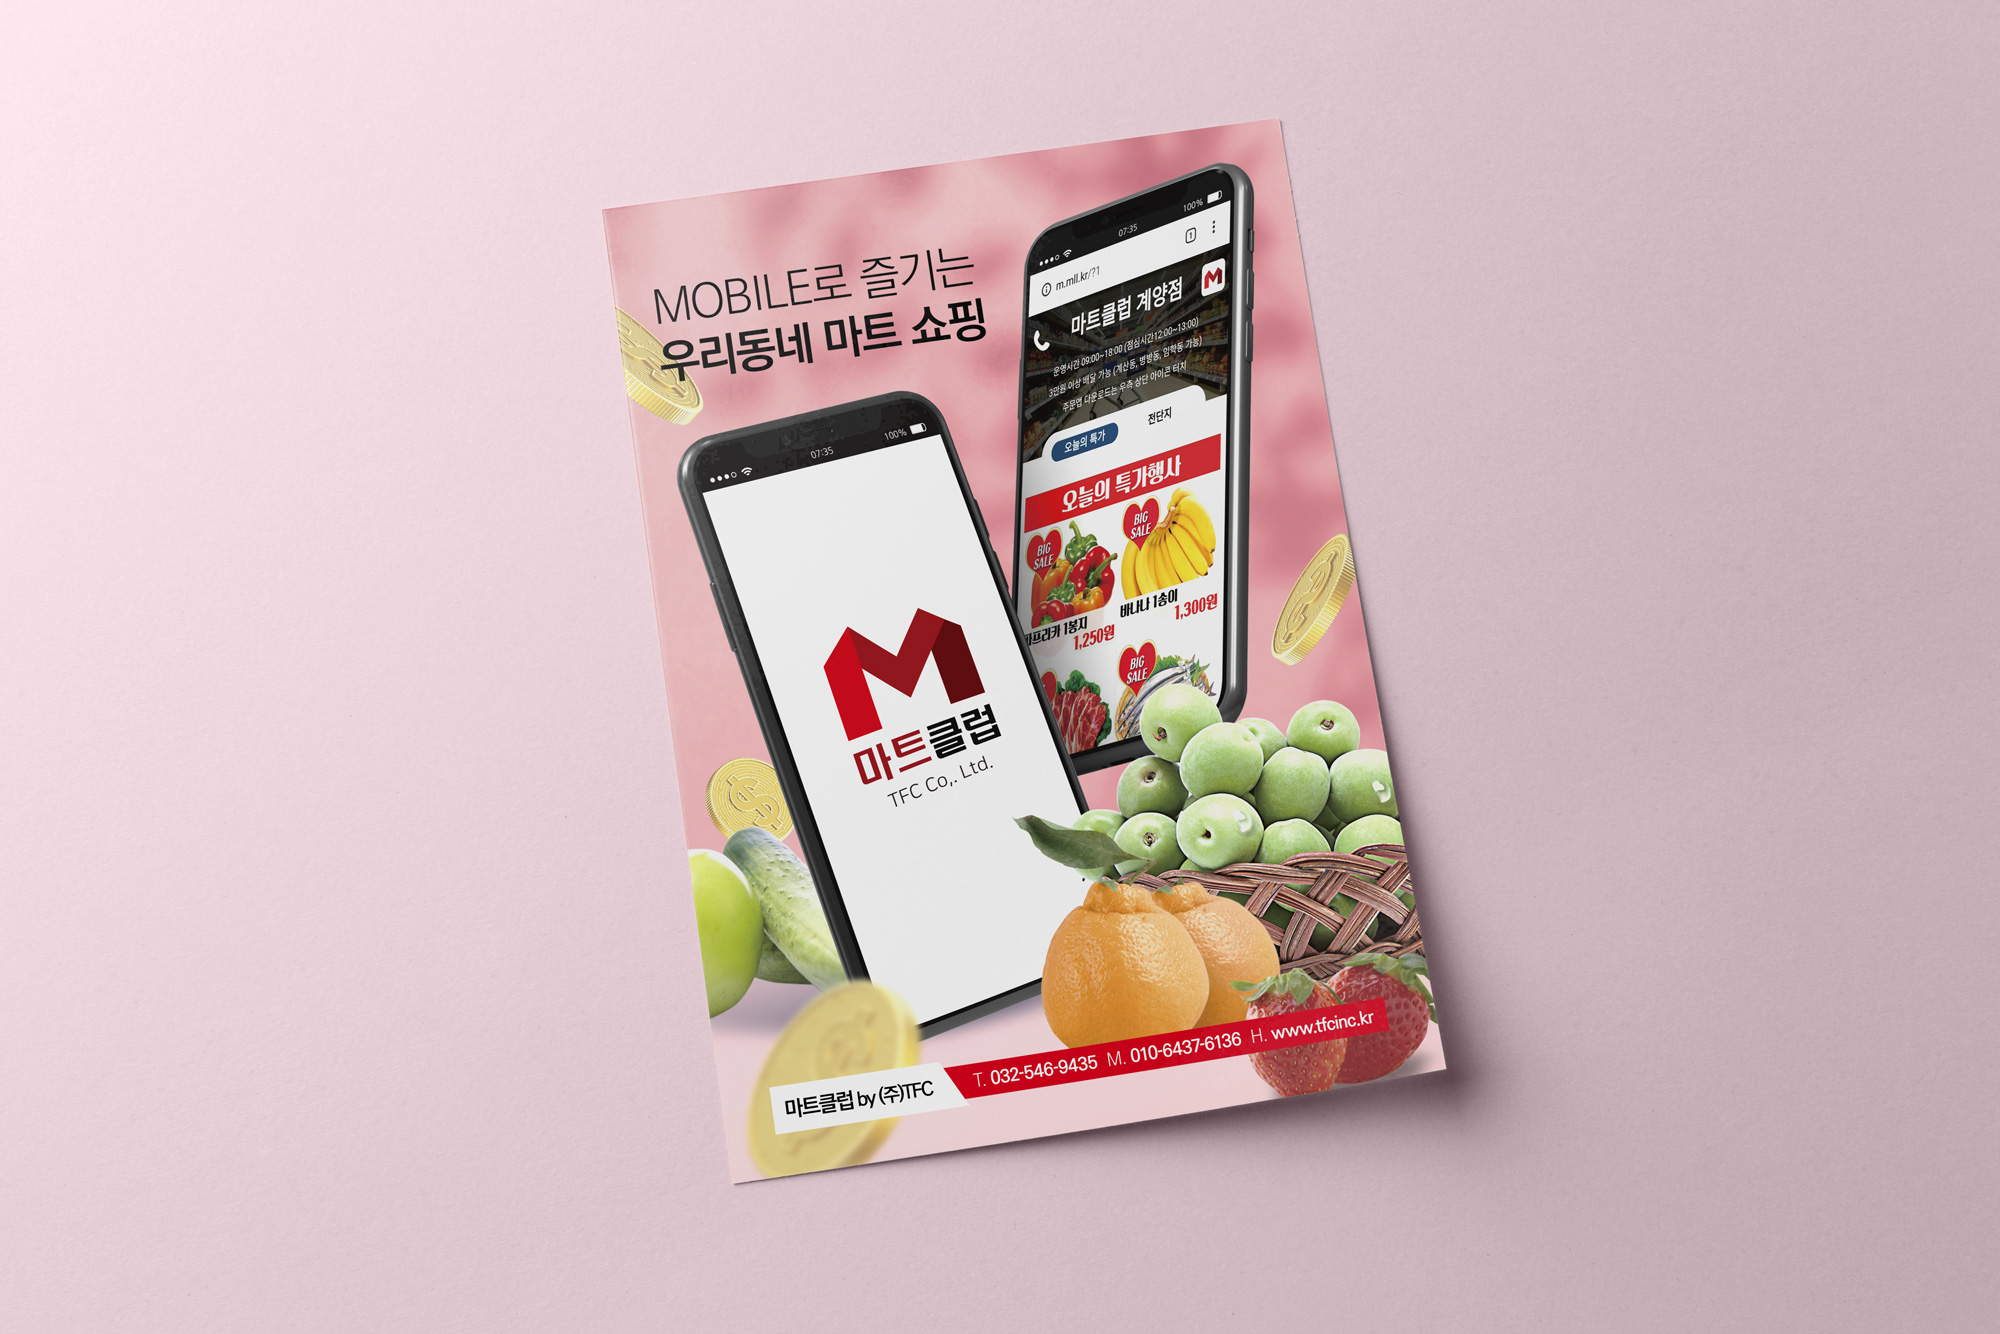 MOBILE로 즐기는
우리동네 마트 쇼핑
100%
07:35
m.mll.kr/?1
1
M
마트클럽 계양점
운영시간 09:00~18:00 (점심시간12:00~13:00)
3만원 이상 배달 가능 (계산동, 병방동, 임학동 가능)
주문앱 다운로드는 우측 상단 아이콘 터치
오늘의 특가
전단지
오늘의 특가행사
BIG SALE
BIG SALE
파프리카 1봉지
1,250원
바나나 1송이
1,300원
BIG SALE
100%
07:35
M
마트클럽
TFC Co,. Ltd.
마트클럽 by (주)TFC
T. 032-546-9435 M. 010-6437-6136 H. www.tfcinc.kr